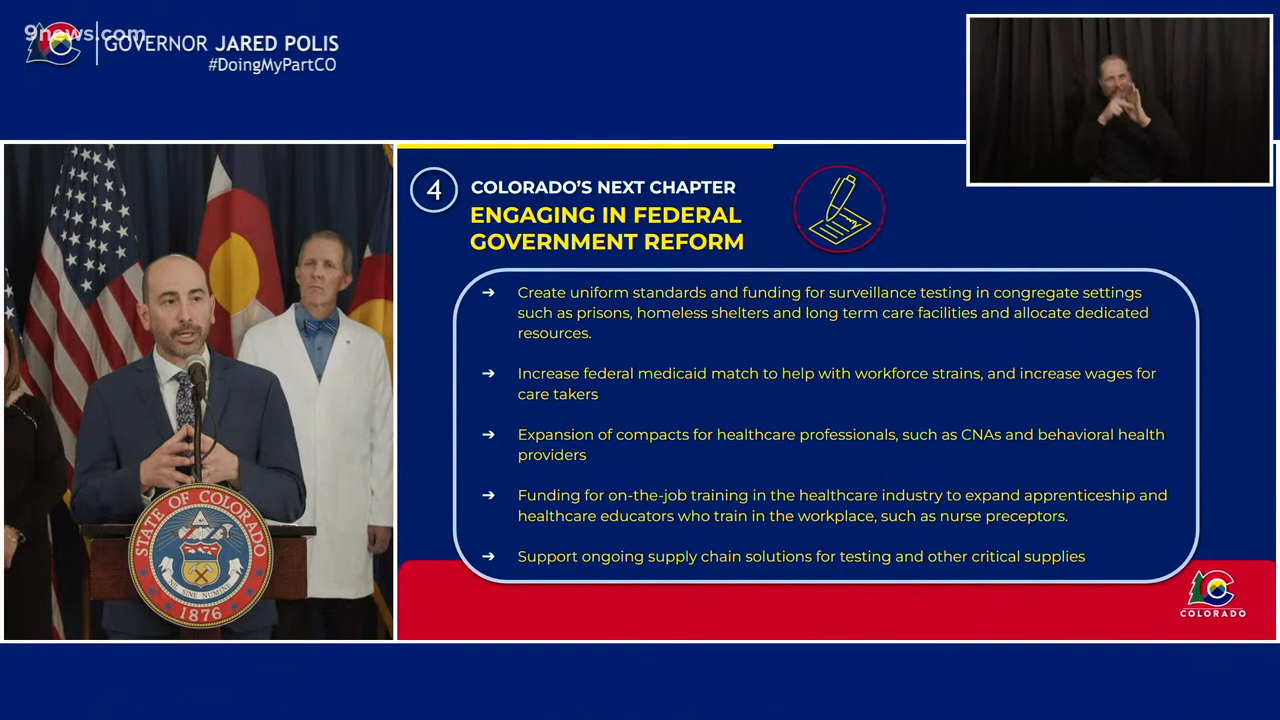 9news.com
GOVERNOR JARED POLIS
#DoingMyPartCO
4
COLORADO'S NEXT CHAPTER
ENGAGING IN FEDERAL
GOVERNMENT REFORM
➔ Create uniform standards and funding for surveillance testing in congregate settings
such as prisons, homeless shelters and long term care facilities and allocate dedicated
resources.
➔ Increase federal medicaid match to help with workforce strains, and increase wages for
care takers
➔ Expansion of compacts for healthcare professionals, such as CNAs and behavioral health
providers
➔ Funding for on-the-job training in the healthcare industry to expand apprenticeship and
healthcare educators who train in the workplace, such as nurse preceptors.
➔ Support ongoing supply chain solutions for testing and other critical supplies
COLORADO
STATE OF COLORADO
NIL SINE NUMINE
1876